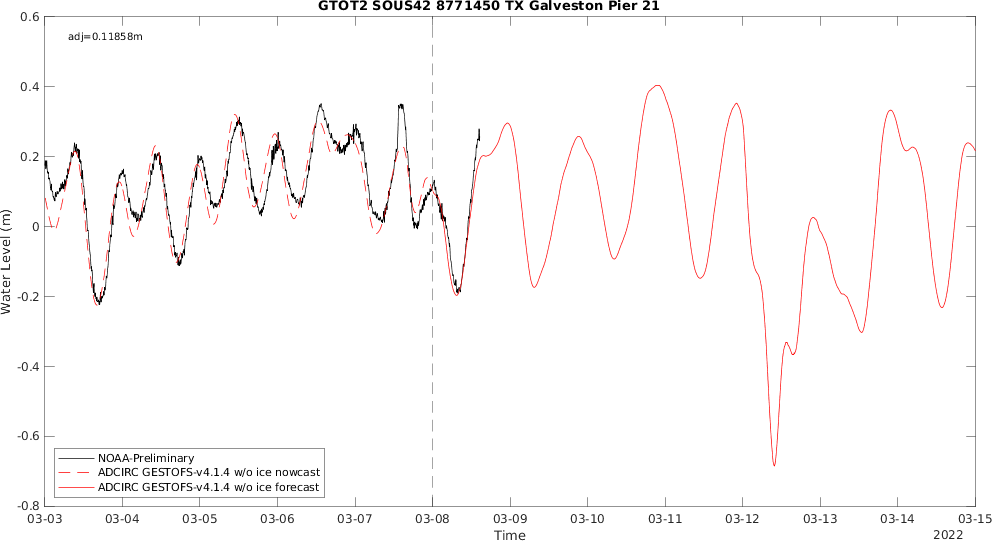 GTOT2 SOUS42 8771450 TX Galveston Pier 21
adj=0.11858m
0.6
0.4
0.2
0
-0.2
-0.4
-0.6
-0.8
Water Level (m)
NOAA-Preliminary
ADCIRC GESTOFS-v4.1.4 w/o ice nowcast
ADCIRC GESTOFS-v4.1.4 w/o ice forecast
03-03 03-04 03-05 03-06 03-07 03-08 03-09 03-10 03-11 03-12 03-13 03-14 03-15
Time
2022